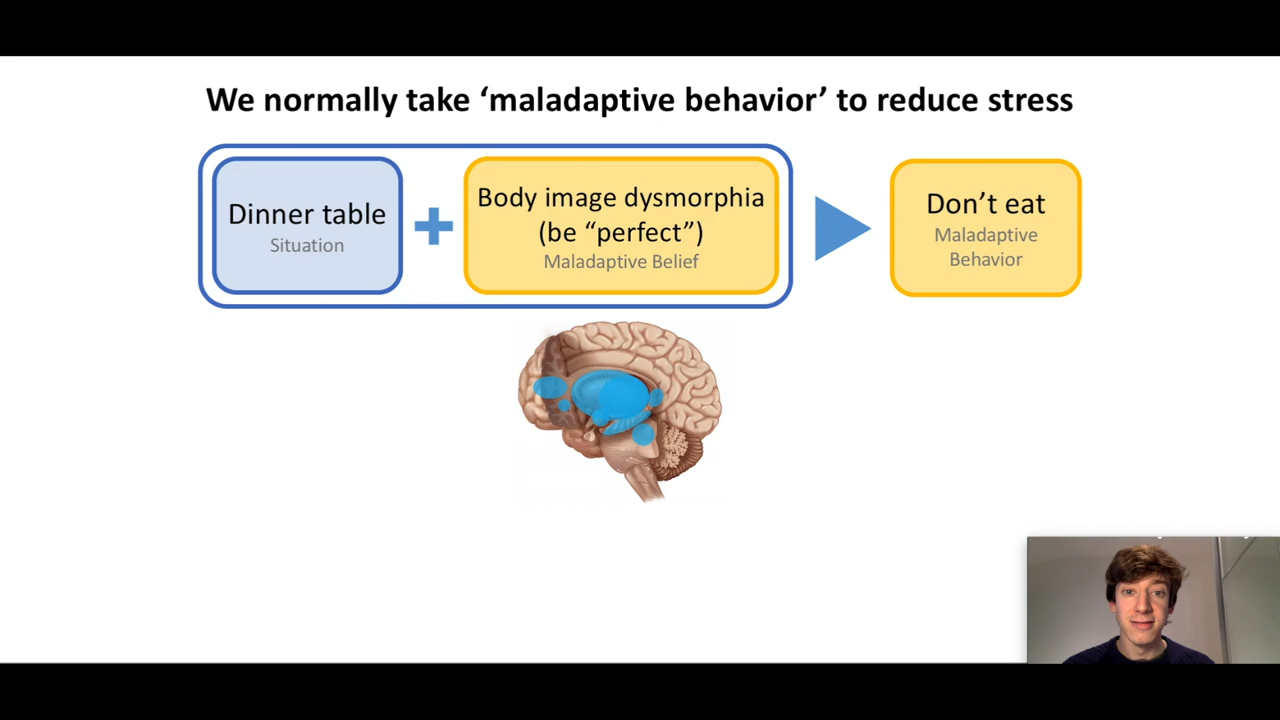 We normally take ‘maladaptive behavior’ to reduce stress
Dinner table
Situation
Body image dysmorphia
(be “perfect”)
Maladaptive Belief
Don’t eat
Maladaptive
Behavior